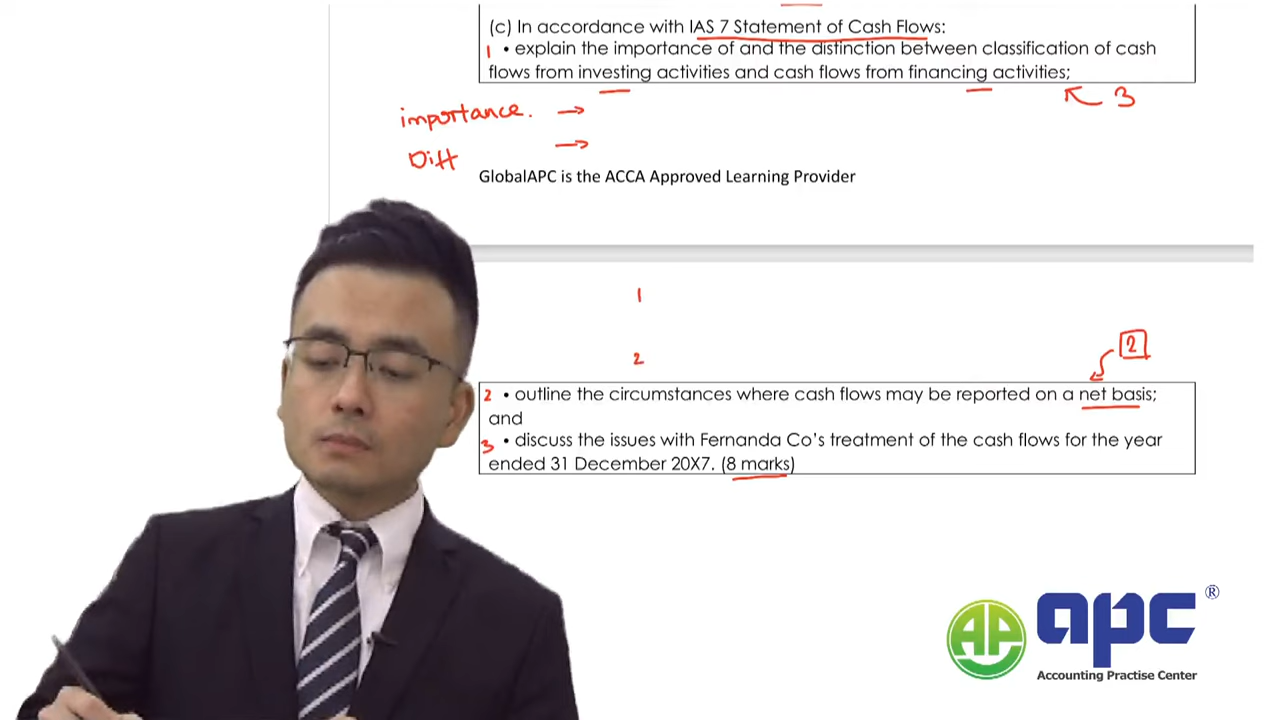 (c) In accordance with IAS 7 Statement of Cash Flows:
1 • explain the importance of and the distinction between classification of cash
flows from investing activities and cash flows from financing activities;
3
importance. →
Diff →
GlobalAPC is the ACCA Approved Learning Provider
1
2
2
2 • outline the circumstances where cash flows may be reported on a net basis;
and
3 • discuss the issues with Fernanda Co's treatment of the cash flows for the year
ended 31 December 20X7. (8 marks)
AP
apc ®
Accounting Practise Center